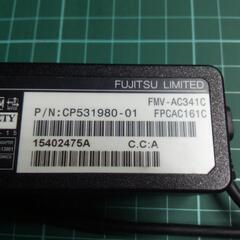 FUJITSU LIMITED
FMV-AC341C
P/N:CP531980-01 FPCAC161C
15402475A C.C:A